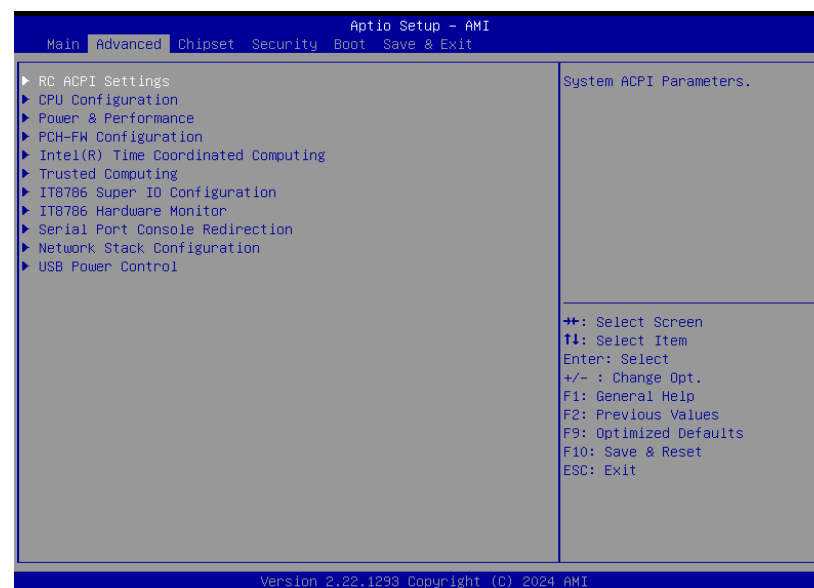 Aptio Setup – AMI
Main Advanced Chipset Security Boot Save & Exit
▶ RC ACPI Settings
▶ CPU Configuration
▶ Power & Performance
▶ PCH-FW Configuration
▶ Intel(R) Time Coordinated Computing
▶ Trusted Computing
▶ IT8786 Super IO Configuration
▶ IT8786 Hardware Monitor
▶ Serial Port Console Redirection
▶ Network Stack Configuration
▶ USB Power Control
System ACPI Parameters.
→←: Select Screen
↑↓: Select Item
Enter: Select
+/- : Change Opt.
F1: General Help
F2: Previous Values
F9: Optimized Defaults
F10: Save & Reset
ESC: Exit
Version 2.22.1293 Copyright (C) 2024 AMI